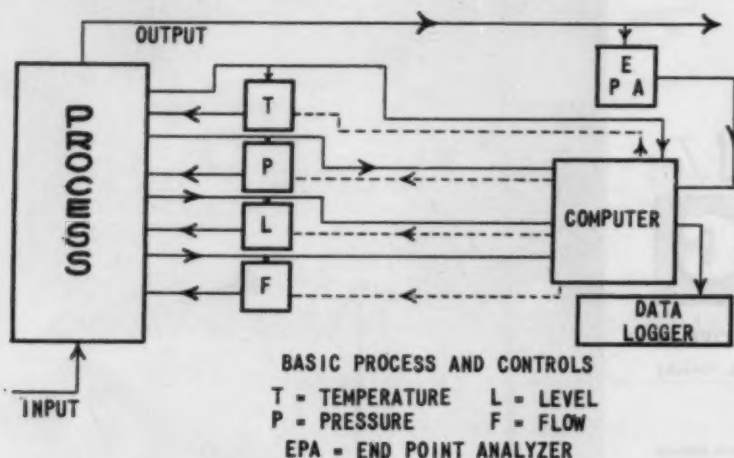 OUTPUT
E
P A
T
PROCESS
P
COMPUTER
L
F
DATA
LOGGER
INPUT
BASIC PROCESS AND CONTROLS
T = TEMPERATURE L = LEVEL
P = PRESSURE F = FLOW
EPA = END POINT ANALYZER